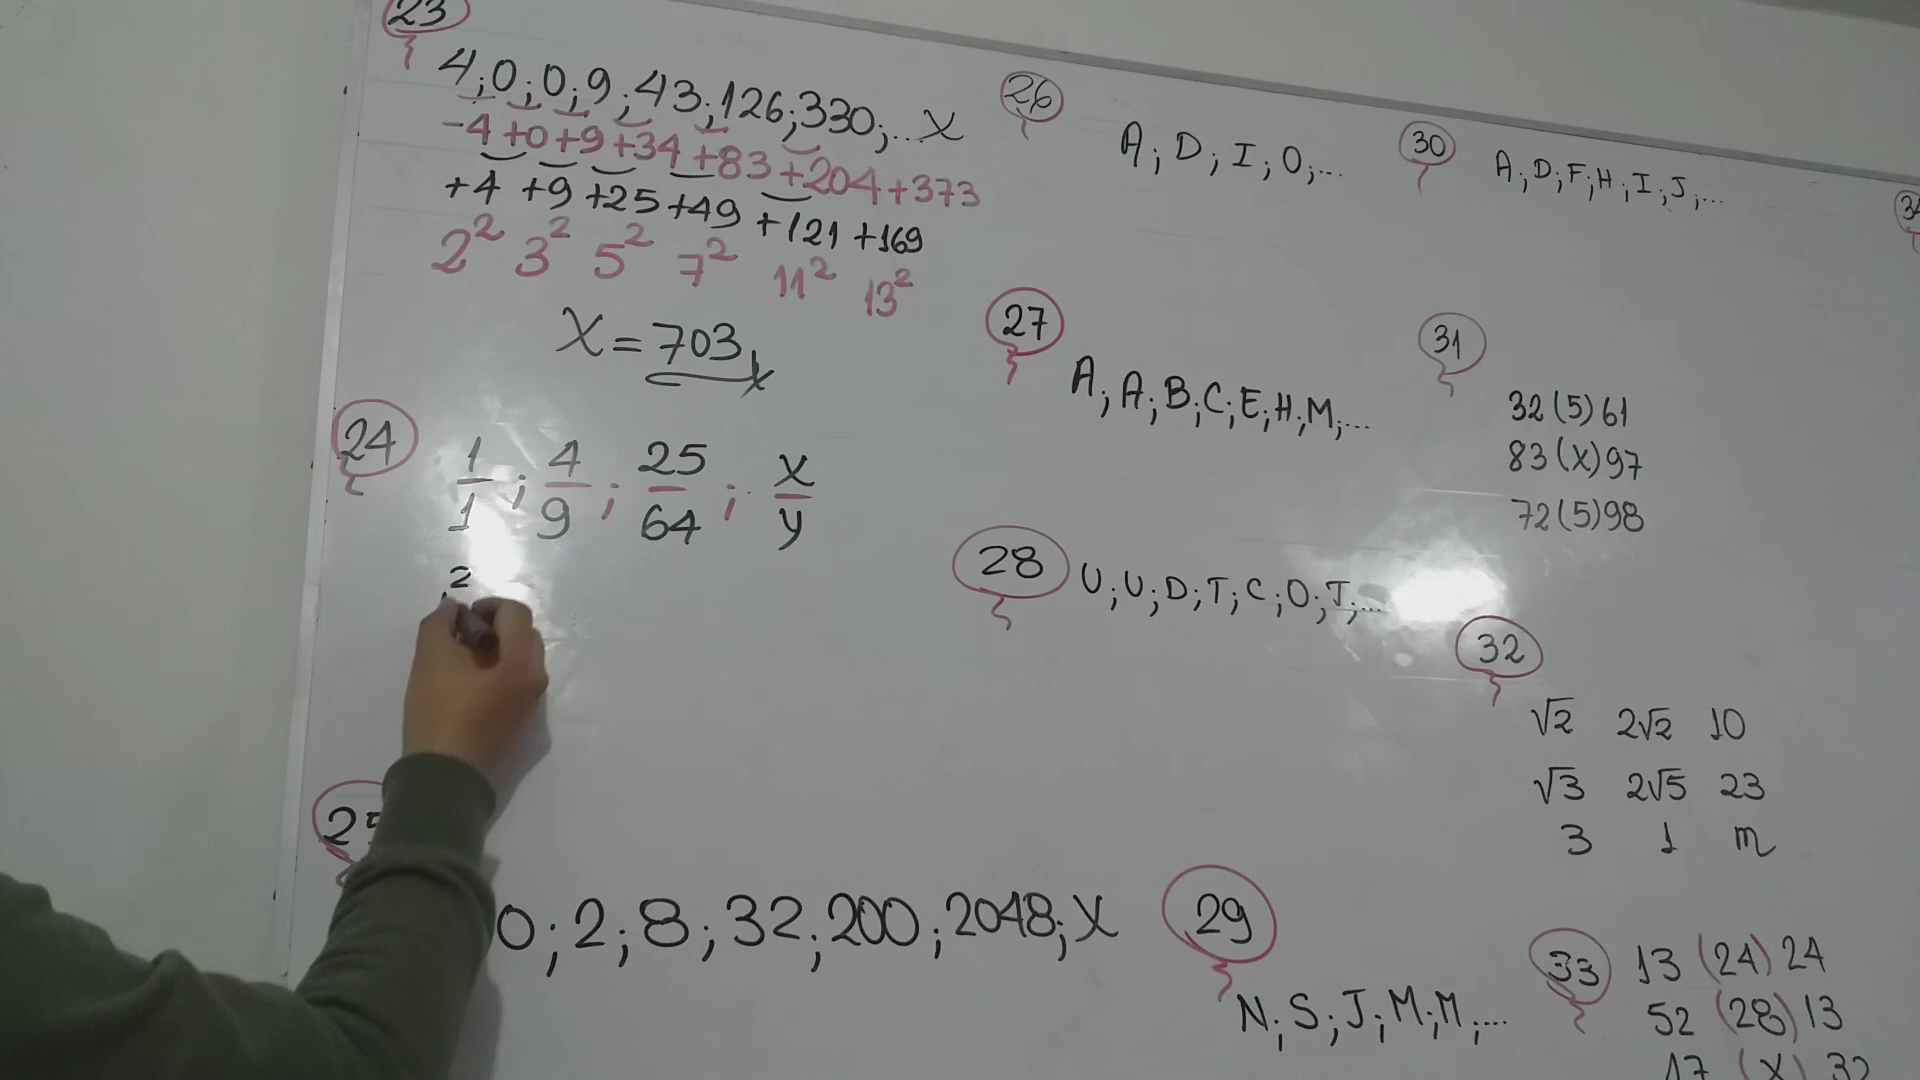 23
4;0;0;9;43;126;330;...X
-4 +0 +9 +34 +83 +204 +373
+4 +9 +25 +49 +121 +169
2² 3² 5² 7² 11² 13²
X = 703
24
1/1 ; 4/9 ; 25/64 ; x/y
2
25
0;2;8;32;200;2048;X
26
A;D;I;O;...
27
A;A;B;C;E;H;M;...
28
U;U;D;T;C;O;T;...
29
N;S;J;M;M;...
30
A;D;F;H;I;J;...
31
32(5)61
83(x)97
72(5)98
32
√2 2√2 10
√3 2√5 23
3 1 m
33
13 (24) 24
52 (28) 13
17 (x) 32